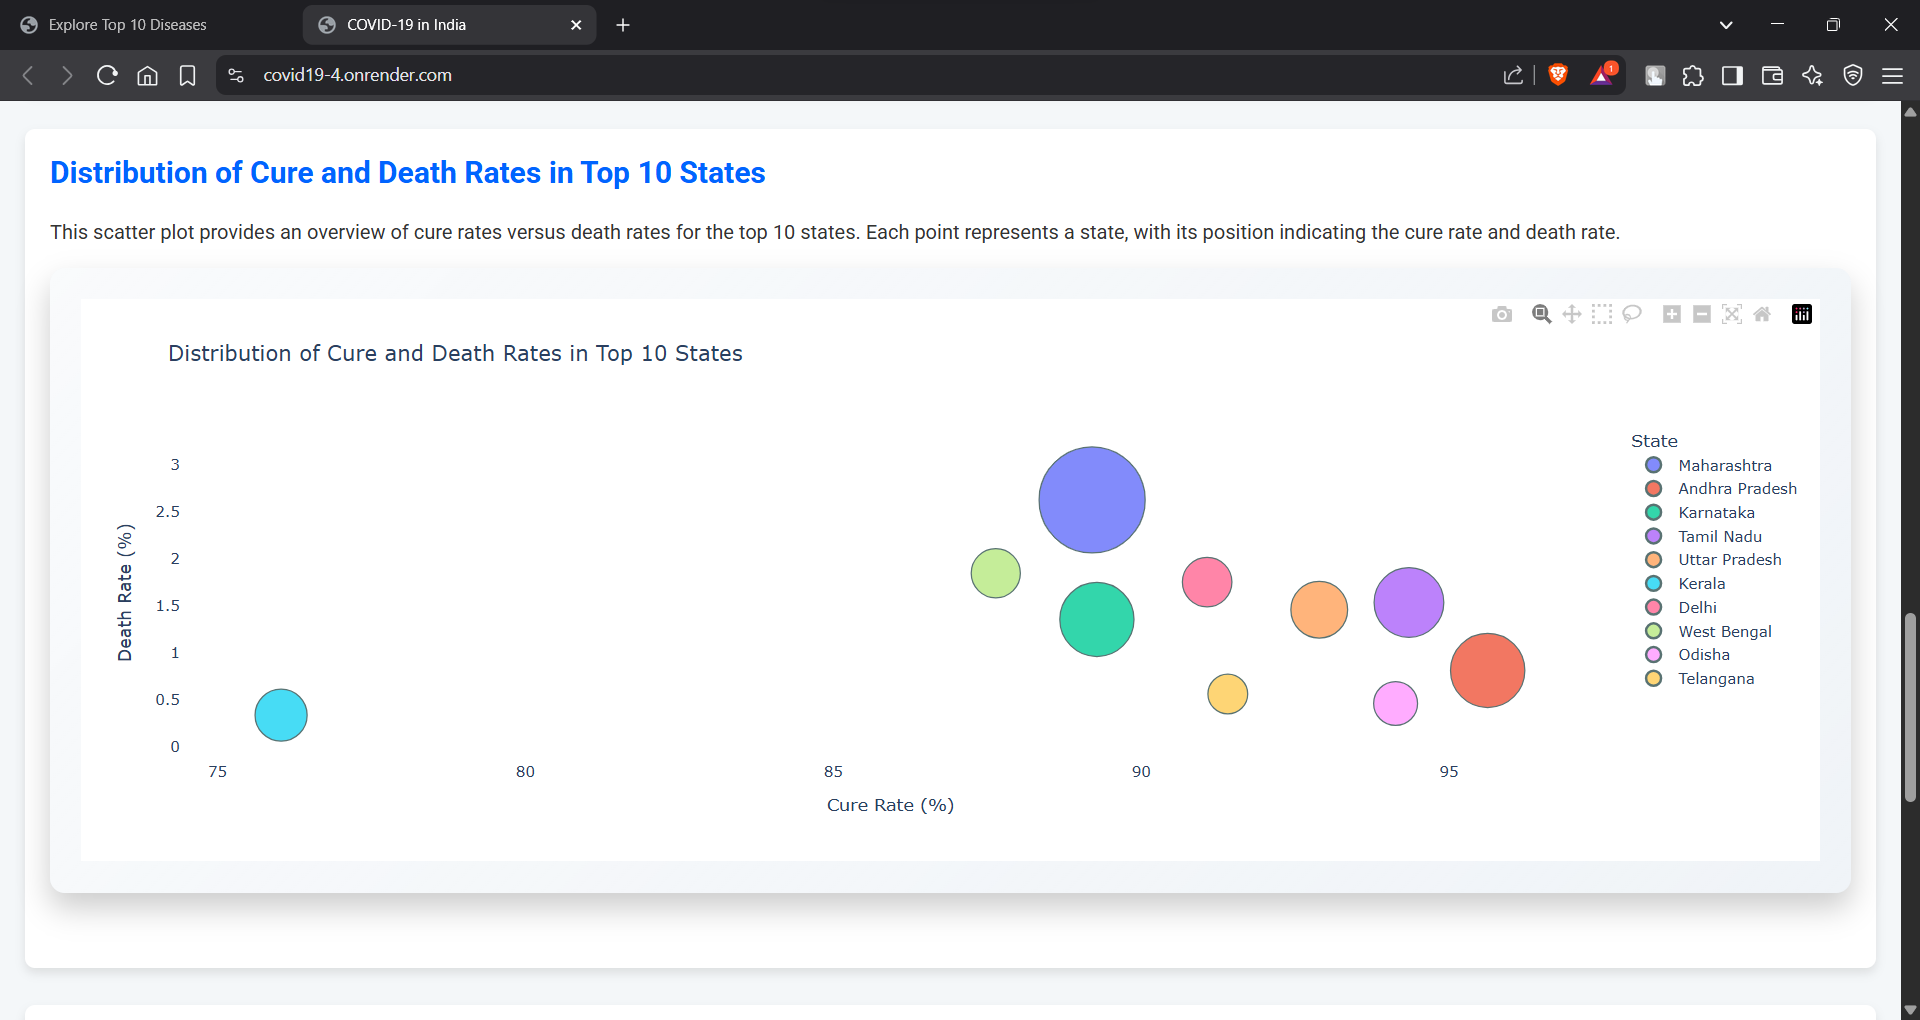 Explore Top 10 Diseases
COVID-19 in India
covid19-4.onrender.com
1
Distribution of Cure and Death Rates in Top 10 States
This scatter plot provides an overview of cure rates versus death rates for the top 10 states. Each point represents a state, with its position indicating the cure rate and death rate.
Distribution of Cure and Death Rates in Top 10 States
Death Rate (%)
3
2.5
2
1.5
1
0.5
0
75
80
85
90
95
Cure Rate (%)
State
Maharashtra
Andhra Pradesh
Karnataka
Tamil Nadu
Uttar Pradesh
Kerala
Delhi
West Bengal
Odisha
Telangana